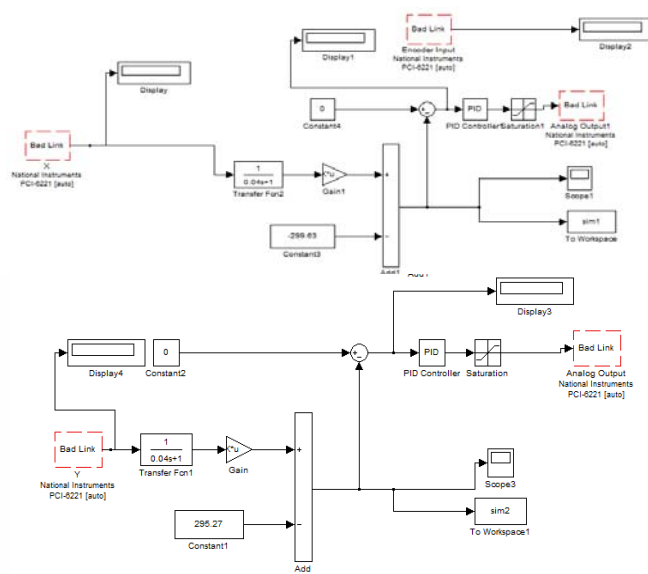 Bad Link
Encoder Input
National Instruments
PCI-6221 [auto]
Display2
Display1
Display
0
Constant4
+
−
PID
PID Controller1
Saturation1
Bad Link
Analog Output1
National Instruments
PCI-6221 [auto]
Bad Link
X
National Instruments
PCI-6221 [auto]
1
0.04s+1
Transfer Fcn2
K*u
Gain1
+
−
Add1
Scope1
sim1
To Workspace
-299.63
Constant3
Display3
Display4
0
Constant2
+
−
PID
PID Controller
Saturation
Bad Link
Analog Output
National Instruments
PCI-6221 [auto]
Bad Link
Y
National Instruments
PCI-6221 [auto]
1
0.04s+1
Transfer Fcn1
K*u
Gain
+
−
Add
Scope3
sim2
To Workspace1
295.27
Constant1